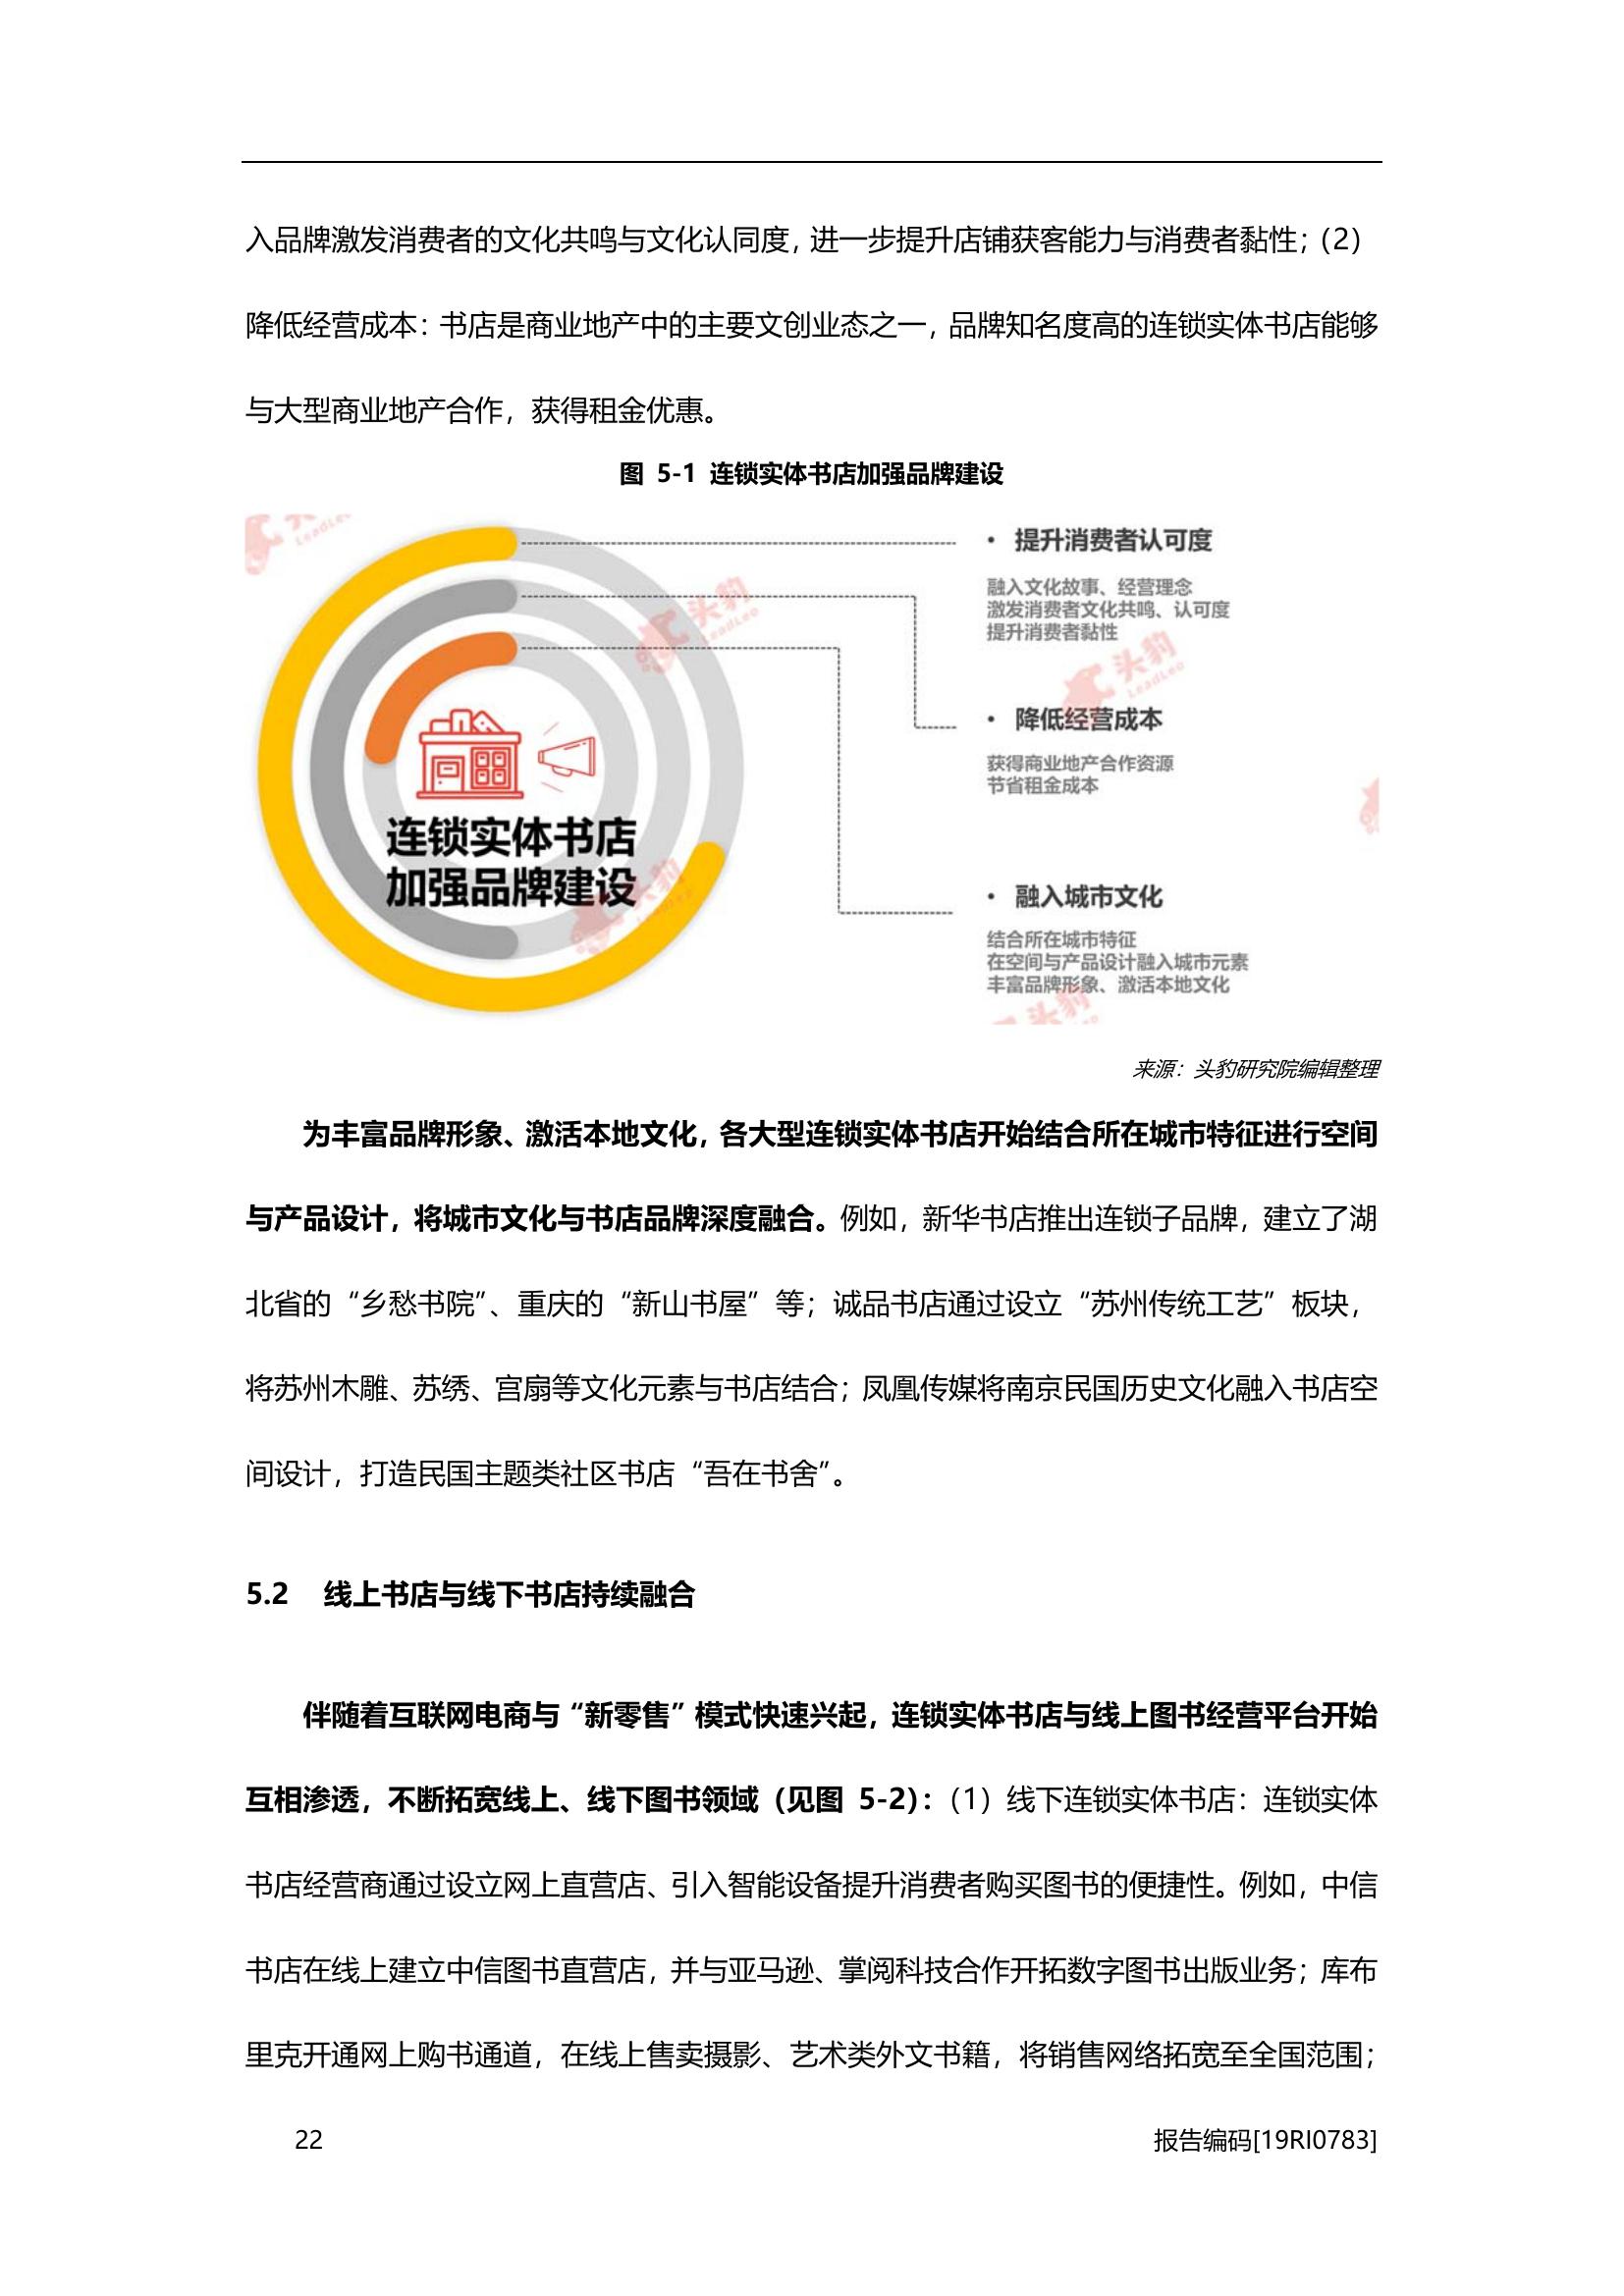 入品牌激发消费者的文化共鸣与文化认同度，进一步提升店铺获客能力与消费者黏性；（2）
降低经营成本：书店是商业地产中的主要文创业态之一，品牌知名度高的连锁实体书店能够
与大型商业地产合作，获得租金优惠。
图 5-1 连锁实体书店加强品牌建设
连锁实体书店
加强品牌建设
• 提升消费者认可度
融入文化故事、经营理念
激发消费者文化共鸣、认可度
提升消费者黏性
• 降低经营成本
获得商业地产合作资源
节省租金成本
• 融入城市文化
结合所在城市特征
在空间与产品设计融入城市元素
丰富品牌形象、激活本地文化
头豹
LeadLeo
头豹
LeadLeo
头豹
LeadLeo
头豹
LeadLeo
来源：头豹研究院编辑整理
为丰富品牌形象、激活本地文化，各大型连锁实体书店开始结合所在城市特征进行空间
与产品设计，将城市文化与书店品牌深度融合。例如，新华书店推出连锁子品牌，建立了湖
北省的“乡愁书院”、重庆的“新山书屋”等；诚品书店通过设立“苏州传统工艺”板块，
将苏州木雕、苏绣、宫扇等文化元素与书店结合；凤凰传媒将南京民国历史文化融入书店空
间设计，打造民国主题类社区书店“吾在书舍”。
5.2 线上书店与线下书店持续融合
伴随着互联网电商与“新零售”模式快速兴起，连锁实体书店与线上图书经营平台开始
互相渗透，不断拓宽线上、线下图书领域（见图 5-2）：（1）线下连锁实体书店：连锁实体
书店经营商通过设立网上直营店、引入智能设备提升消费者购买图书的便捷性。例如，中信
书店在线上建立中信图书直营店，并与亚马逊、掌阅科技合作开拓数字图书出版业务；库布
里克开通网上购书通道，在线上售卖摄影、艺术类外文书籍，将销售网络拓宽至全国范围；
22
报告编码[19RI0783]